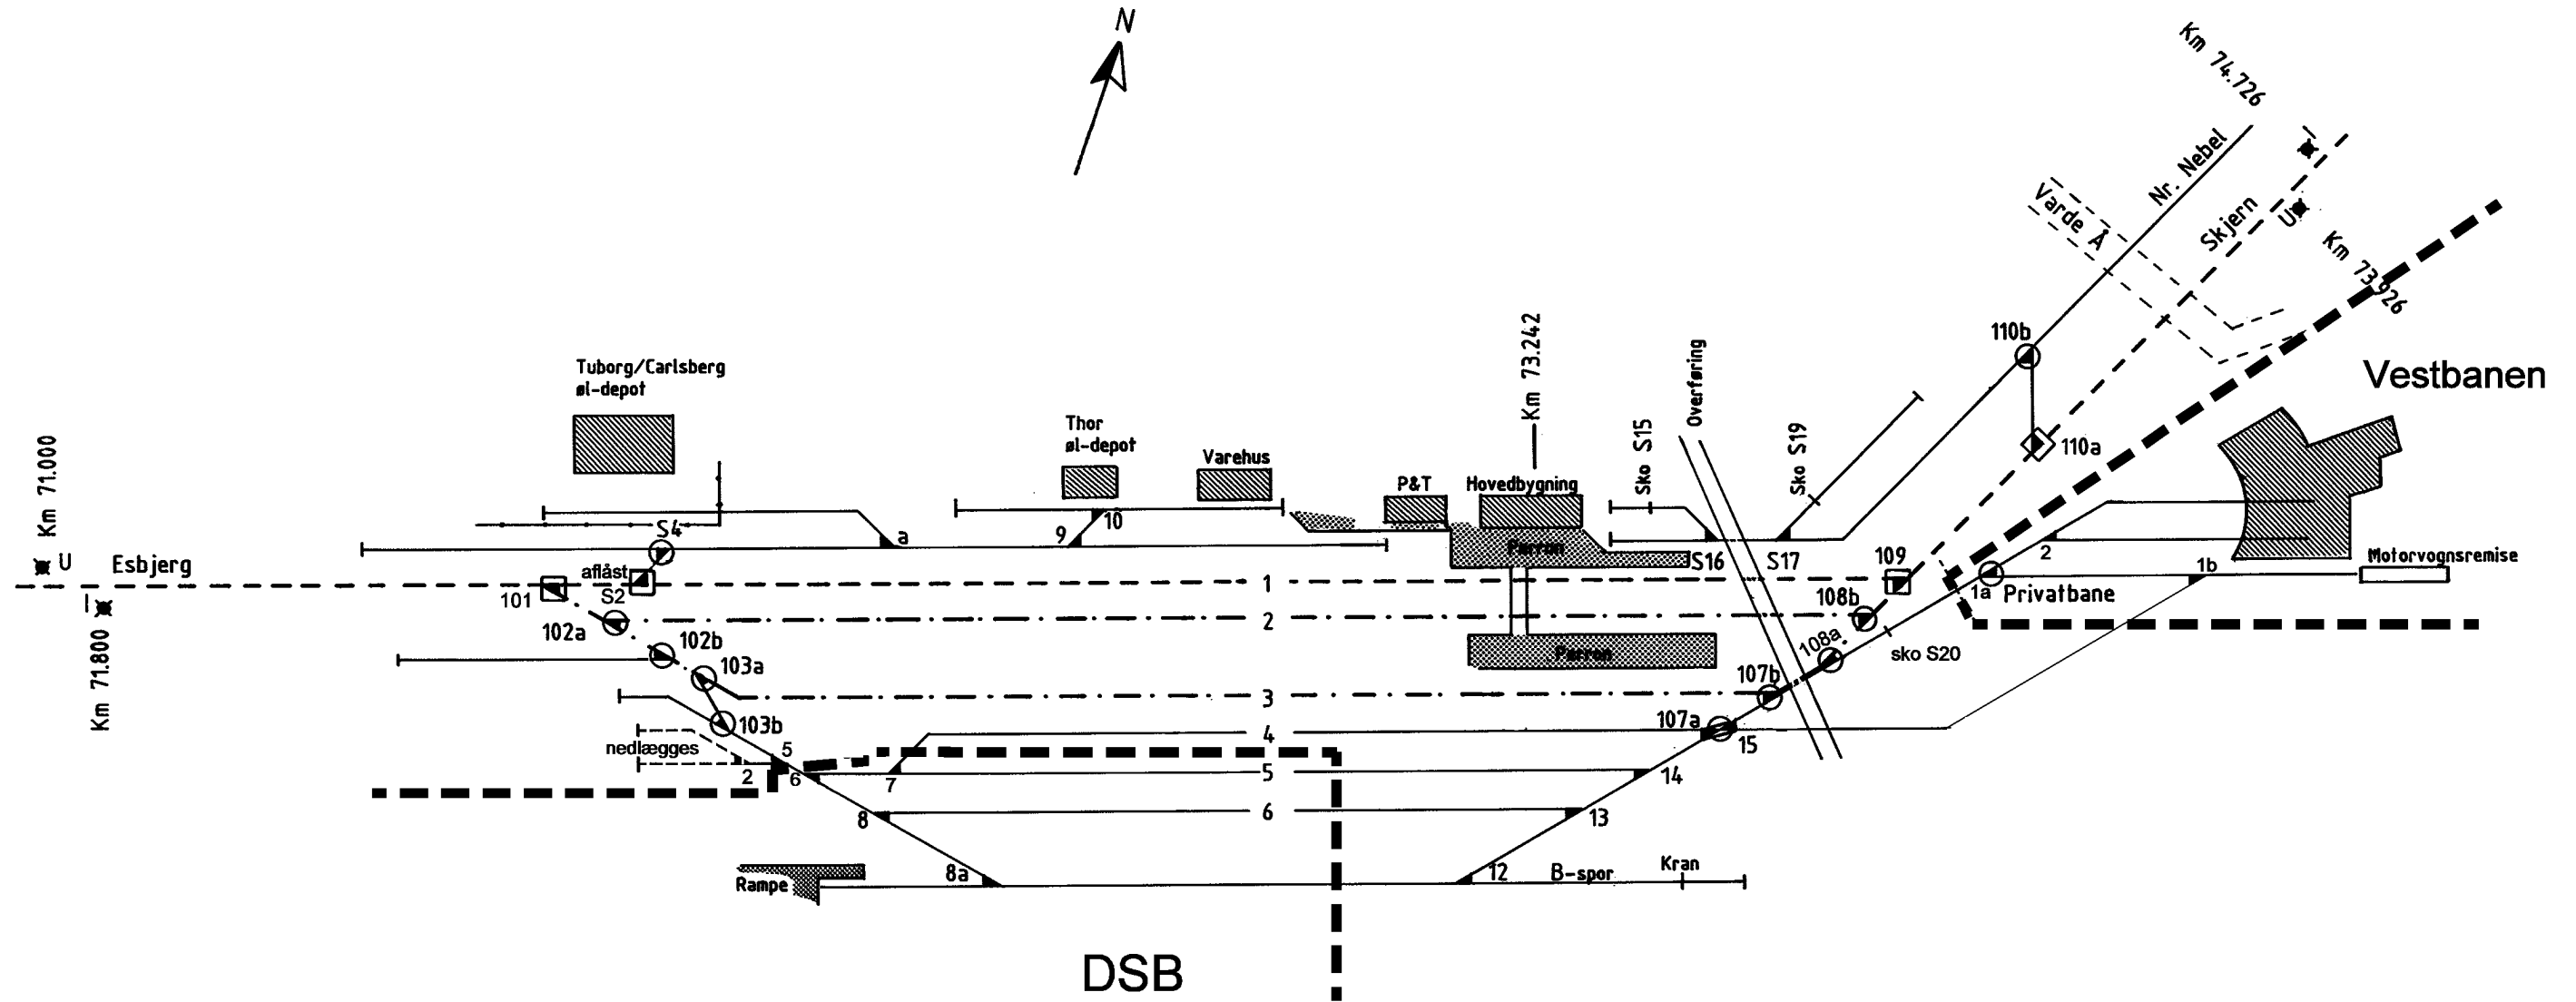 N
Km 74.726
Nr. Nebel
Skjern
U
Km 73.926
Varde Å
Vestbanen
110b
110a
Tuborg/Carlsberg
øl-depot
Thor
øl-depot
Varehus
P&T
Hovedbygning
Km 73.242
Sko S15
Overføring
Sko S19
Km 71.000
U
Esbjerg
I
Km 71.800
S4
aflåst
S2
a
9
10
Perron
S16
S17
109
2
1b
Motorvognsremise
1a
Privatbane
101
102a
102b
103a
103b
1
2
3
4
5
6
108b
108a
sko S20
107b
107a
15
Perron
nedlægges
2
5
6
7
8
14
13
8a
12
B-spor
Kran
Rampe
DSB